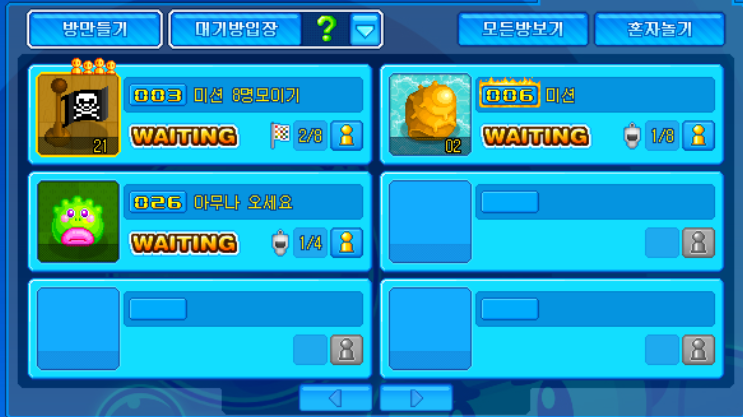 방만들기 대기방입장 ? 모든방보기 혼자놀기
003 미션 8명모이기
21 WAITING 2/8
006 미션
02 WAITING 1/8
026 아무나 오세요
WAITING 1/4